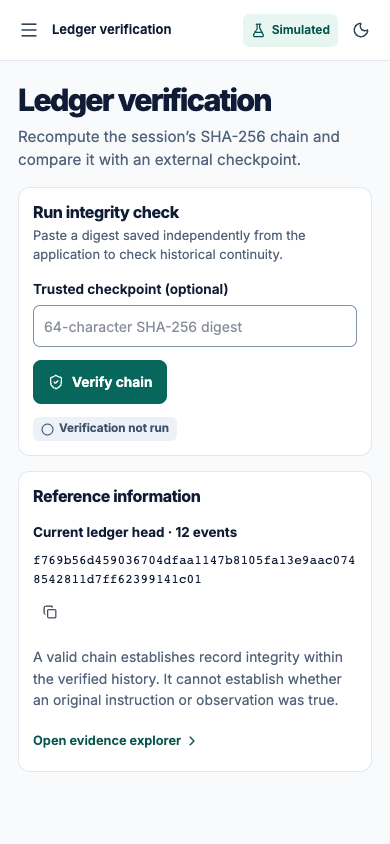 Ledger verification
Simulated
Ledger verification
Recompute the session’s SHA-256 chain and
compare it with an external checkpoint.
Run integrity check
Paste a digest saved independently from the
application to check historical continuity.
Trusted checkpoint (optional)
64-character SHA-256 digest
Verify chain
Verification not run
Reference information
Current ledger head · 12 events
f769b56d459036704dfaa1147b8105fa13e9aac074
8542811d7ff62399141c01
A valid chain establishes record integrity within
the verified history. It cannot establish whether
an original instruction or observation was true.
Open evidence explorer